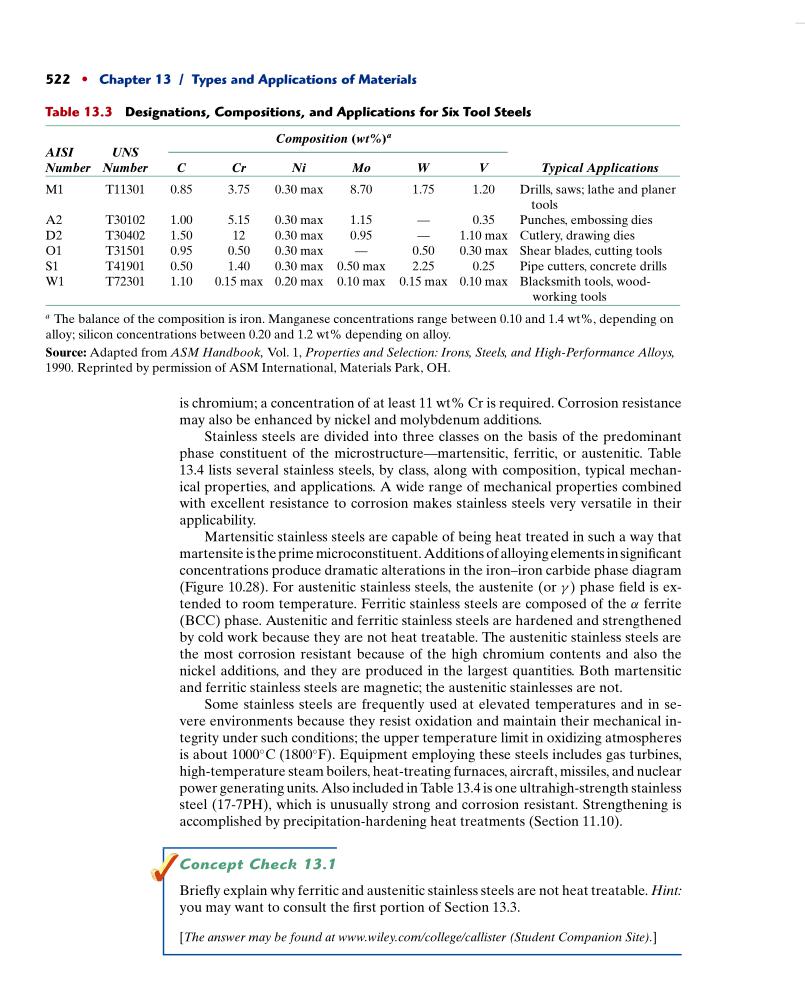 522 • Chapter 13 / Types and Applications of Materials
Table 13.3 Designations, Compositions, and Applications for Six Tool Steels
Composition (wt%)a
AISI UNS
Number Number C Cr Ni Mo W V Typical Applications
M1 T11301 0.85 3.75 0.30 max 8.70 1.75 1.20 Drills, saws; lathe and planer
tools
A2 T30102 1.00 5.15 0.30 max 1.15 — 0.35 Punches, embossing dies
D2 T30402 1.50 12 0.30 max 0.95 — 1.10 max Cutlery, drawing dies
O1 T31501 0.95 0.50 0.30 max — 0.50 0.30 max Shear blades, cutting tools
S1 T41901 0.50 1.40 0.30 max 0.50 max 2.25 0.25 Pipe cutters, concrete drills
W1 T72301 1.10 0.15 max 0.20 max 0.10 max 0.15 max 0.10 max Blacksmith tools, wood-
working tools
a The balance of the composition is iron. Manganese concentrations range between 0.10 and 1.4 wt%, depending on
alloy; silicon concentrations between 0.20 and 1.2 wt% depending on alloy.
Source: Adapted from ASM Handbook, Vol. 1, Properties and Selection: Irons, Steels, and High-Performance Alloys,
1990. Reprinted by permission of ASM International, Materials Park, OH.
is chromium; a concentration of at least 11 wt% Cr is required. Corrosion resistance
may also be enhanced by nickel and molybdenum additions.
Stainless steels are divided into three classes on the basis of the predominant
phase constituent of the microstructure—martensitic, ferritic, or austenitic. Table
13.4 lists several stainless steels, by class, along with composition, typical mechan-
ical properties, and applications. A wide range of mechanical properties combined
with excellent resistance to corrosion makes stainless steels very versatile in their
applicability.
Martensitic stainless steels are capable of being heat treated in such a way that
martensite is the prime microconstituent. Additions of alloying elements in significant
concentrations produce dramatic alterations in the iron–iron carbide phase diagram
(Figure 10.28). For austenitic stainless steels, the austenite (or γ) phase field is ex-
tended to room temperature. Ferritic stainless steels are composed of the α ferrite
(BCC) phase. Austenitic and ferritic stainless steels are hardened and strengthened
by cold work because they are not heat treatable. The austenitic stainless steels are
the most corrosion resistant because of the high chromium contents and also the
nickel additions, and they are produced in the largest quantities. Both martensitic
and ferritic stainless steels are magnetic; the austenitic stainlesses are not.
Some stainless steels are frequently used at elevated temperatures and in se-
vere environments because they resist oxidation and maintain their mechanical in-
tegrity under such conditions; the upper temperature limit in oxidizing atmospheres
is about 1000°C (1800°F). Equipment employing these steels includes gas turbines,
high-temperature steam boilers, heat-treating furnaces, aircraft, missiles, and nuclear
power generating units. Also included in Table 13.4 is one ultrahigh-strength stainless
steel (17-7PH), which is unusually strong and corrosion resistant. Strengthening is
accomplished by precipitation-hardening heat treatments (Section 11.10).
Concept Check 13.1
Briefly explain why ferritic and austenitic stainless steels are not heat treatable. Hint:
you may want to consult the first portion of Section 13.3.
[The answer may be found at www.wiley.com/college/callister (Student Companion Site).]